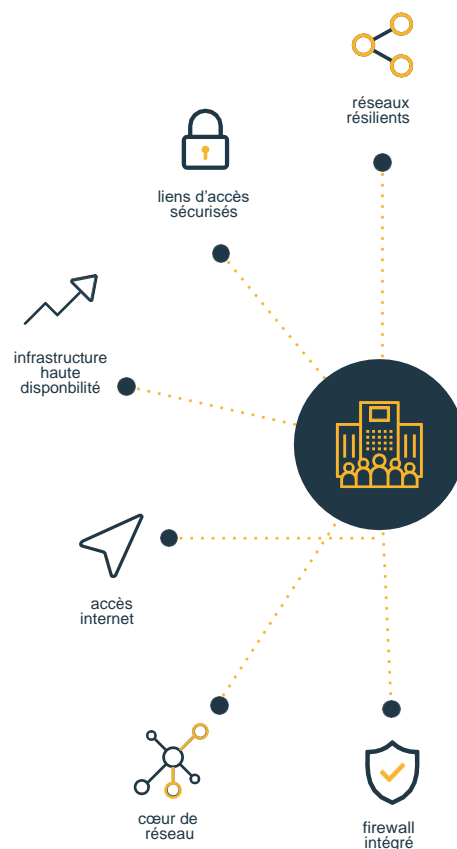 réseaux
résilients
liens d'accès
sécurisés
infrastructure
haute
disponbilité
accès
internet
cœur de
réseau
firewall
intégré